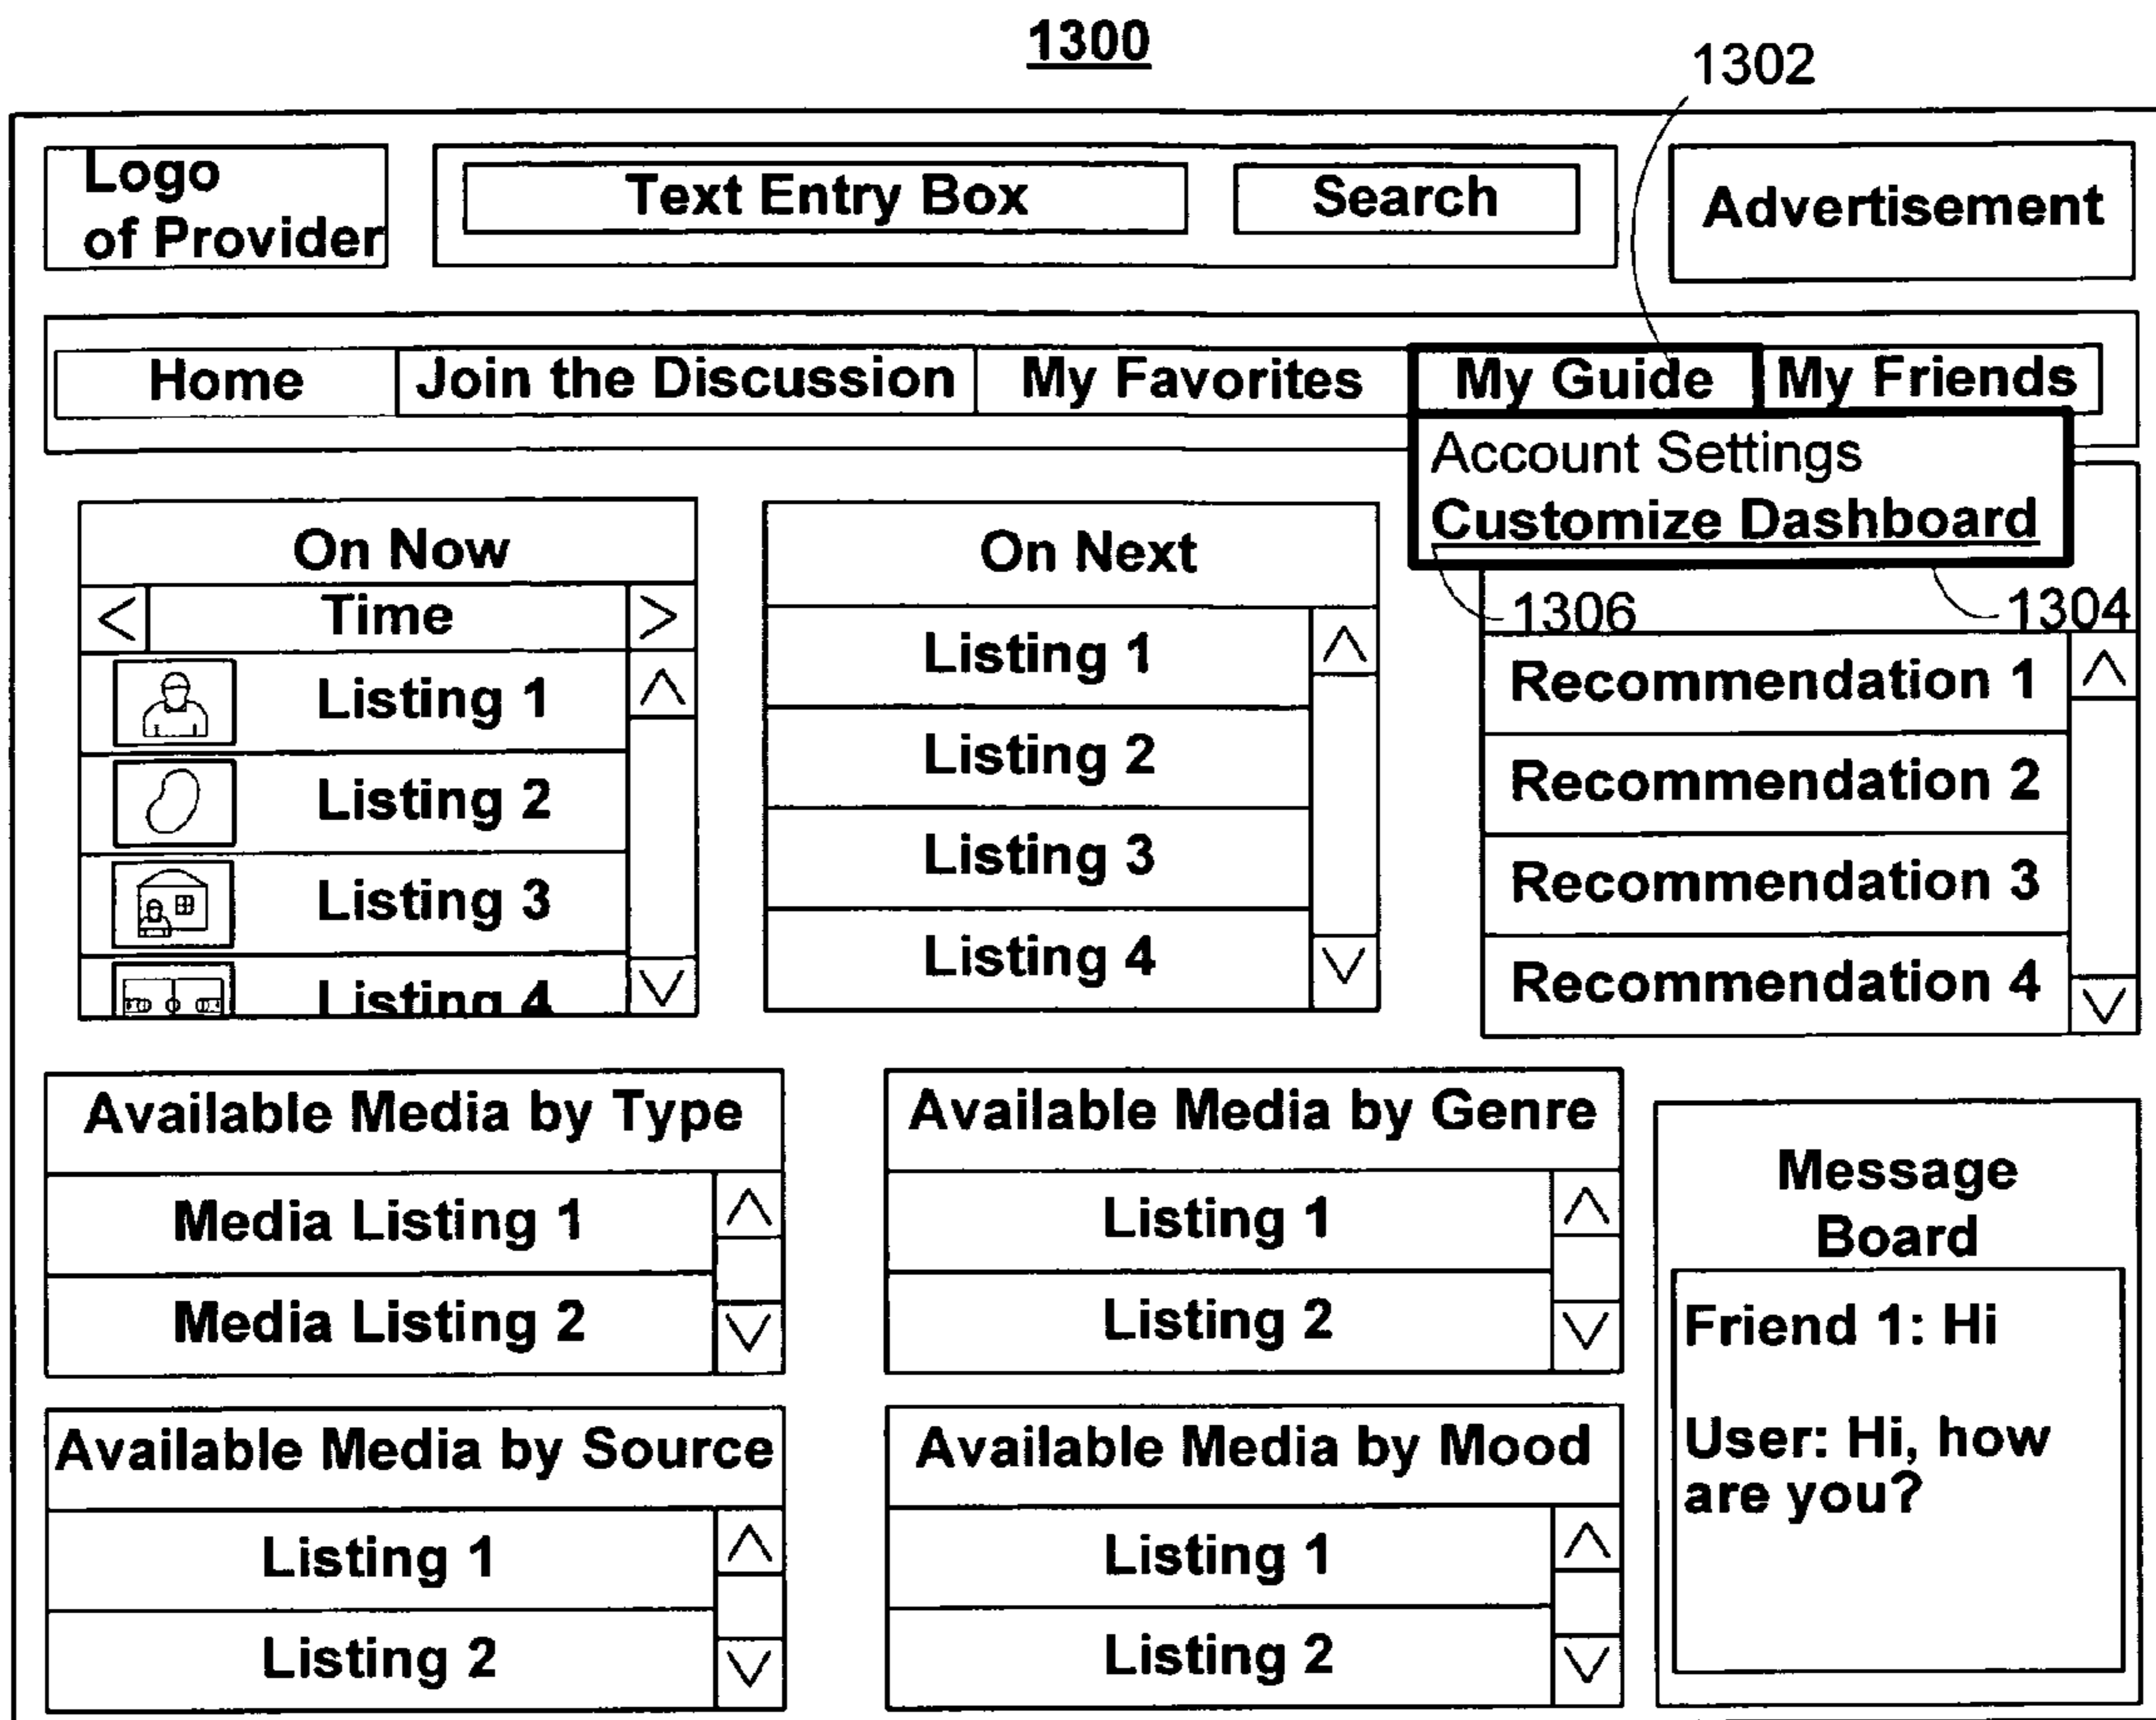 1300
1302
Logo
of Provider
Text Entry Box
Search
Advertisement
Home
Join the Discussion
My Favorites
My Guide
My Friends
Account Settings
Customize Dashboard
1306
1304
On Now
< Time >
Listing 1
Listing 2
Listing 3
Listing 4
On Next
Listing 1
Listing 2
Listing 3
Listing 4
Recommendation 1
Recommendation 2
Recommendation 3
Recommendation 4
Available Media by Type
Media Listing 1
Media Listing 2
Available Media by Genre
Listing 1
Listing 2
Message
Board
Friend 1: Hi
User: Hi, how
are you?
Available Media by Source
Listing 1
Listing 2
Available Media by Mood
Listing 1
Listing 2